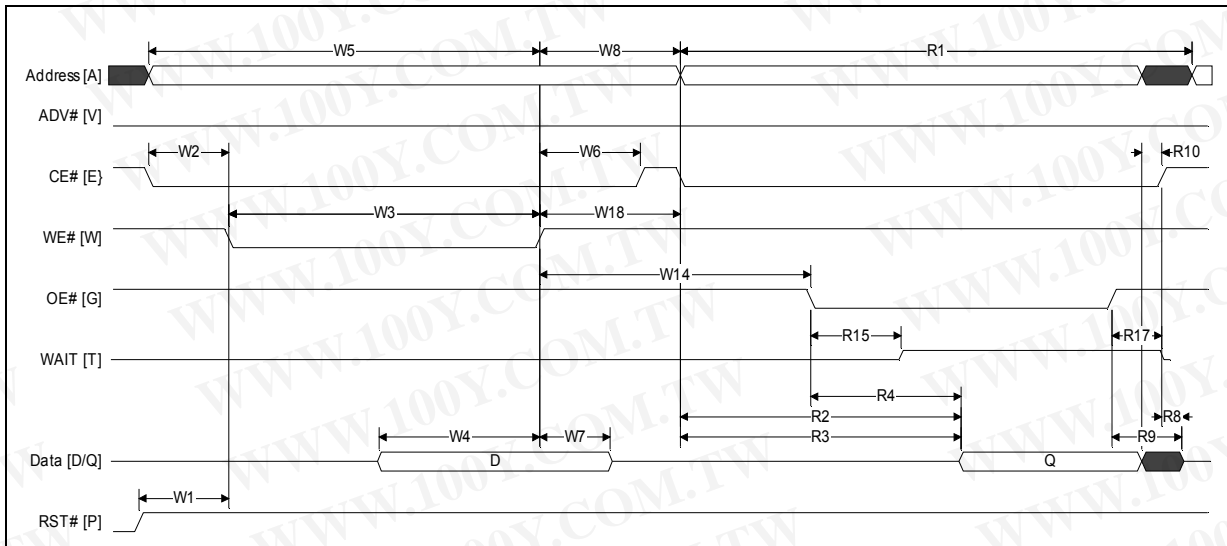 W5 W8 R1
Address [A]
ADV# [V]
W2 W6 R10
CE# [E}
W3 W18
WE# [W]
W14
OE# [G]
R15 R17
WAIT [T]
R4
R2 R8
W4 W7 R3 R9
Data [D/Q] D Q
W1
RST# [P]
WWW.100Y.COM.TW